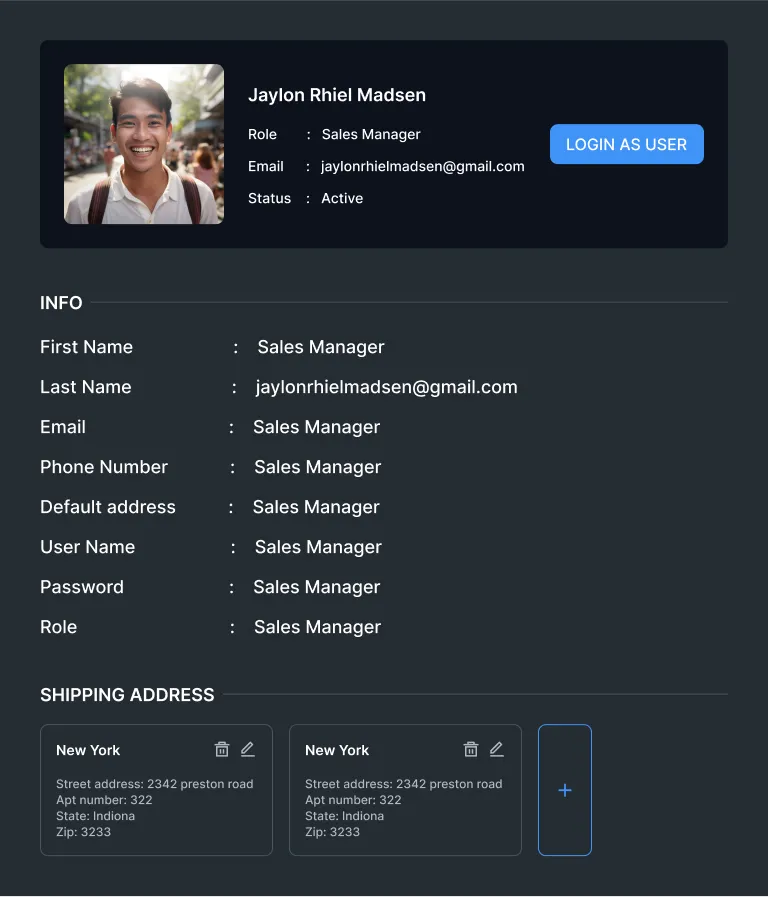 Jaylon Rhiel Madsen
Role : Sales Manager
Email : jaylonrhielmadsen@gmail.com
Status : Active
LOGIN AS USER
INFO
First Name : Sales Manager
Last Name : jaylonrhielmadsen@gmail.com
Email : Sales Manager
Phone Number : Sales Manager
Default address : Sales Manager
User Name : Sales Manager
Password : Sales Manager
Role : Sales Manager
SHIPPING ADDRESS
New York
Street address: 2342 preston road
Apt number: 322
State: Indiona
Zip: 3233
New York
Street address: 2342 preston road
Apt number: 322
State: Indiona
Zip: 3233
+